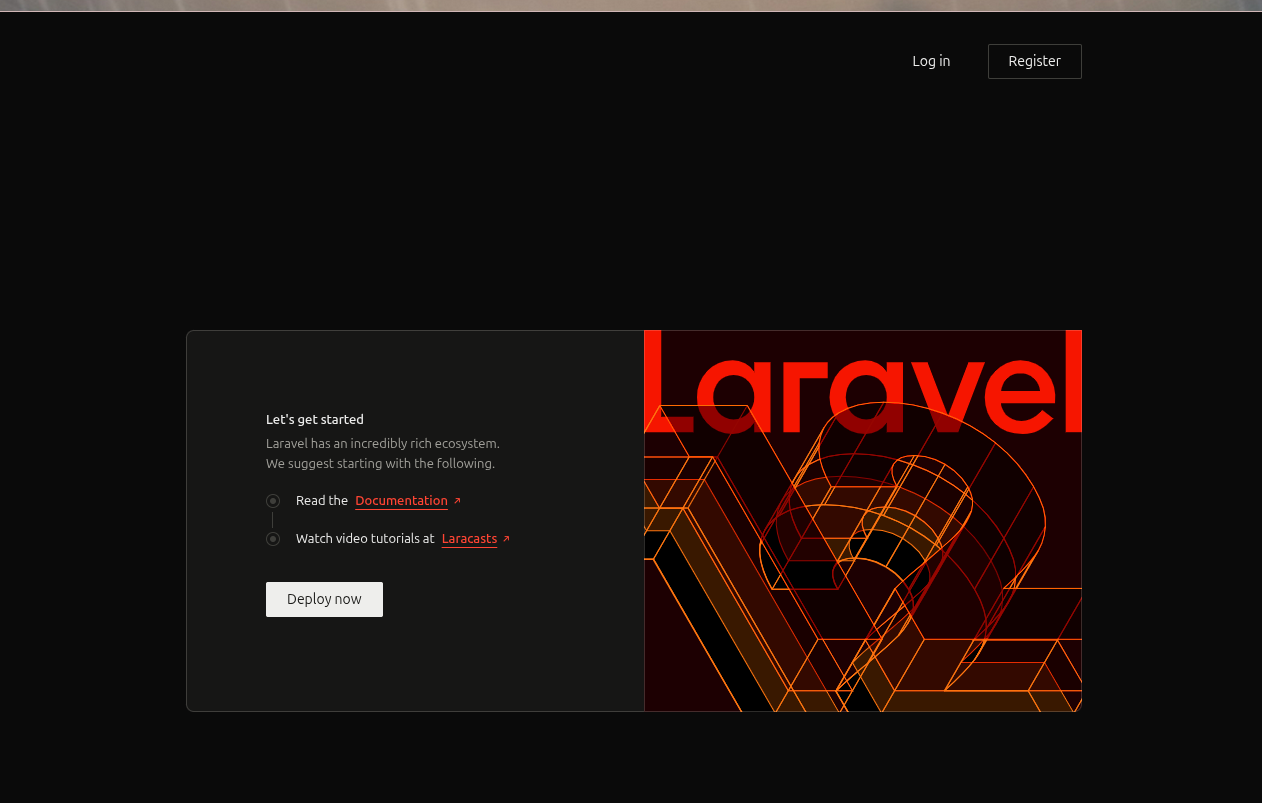 Log in
Register
Let's get started
Laravel has an incredibly rich ecosystem.
We suggest starting with the following.
Read the Documentation ↗
Watch video tutorials at Laracasts ↗
Deploy now
Laravel
12